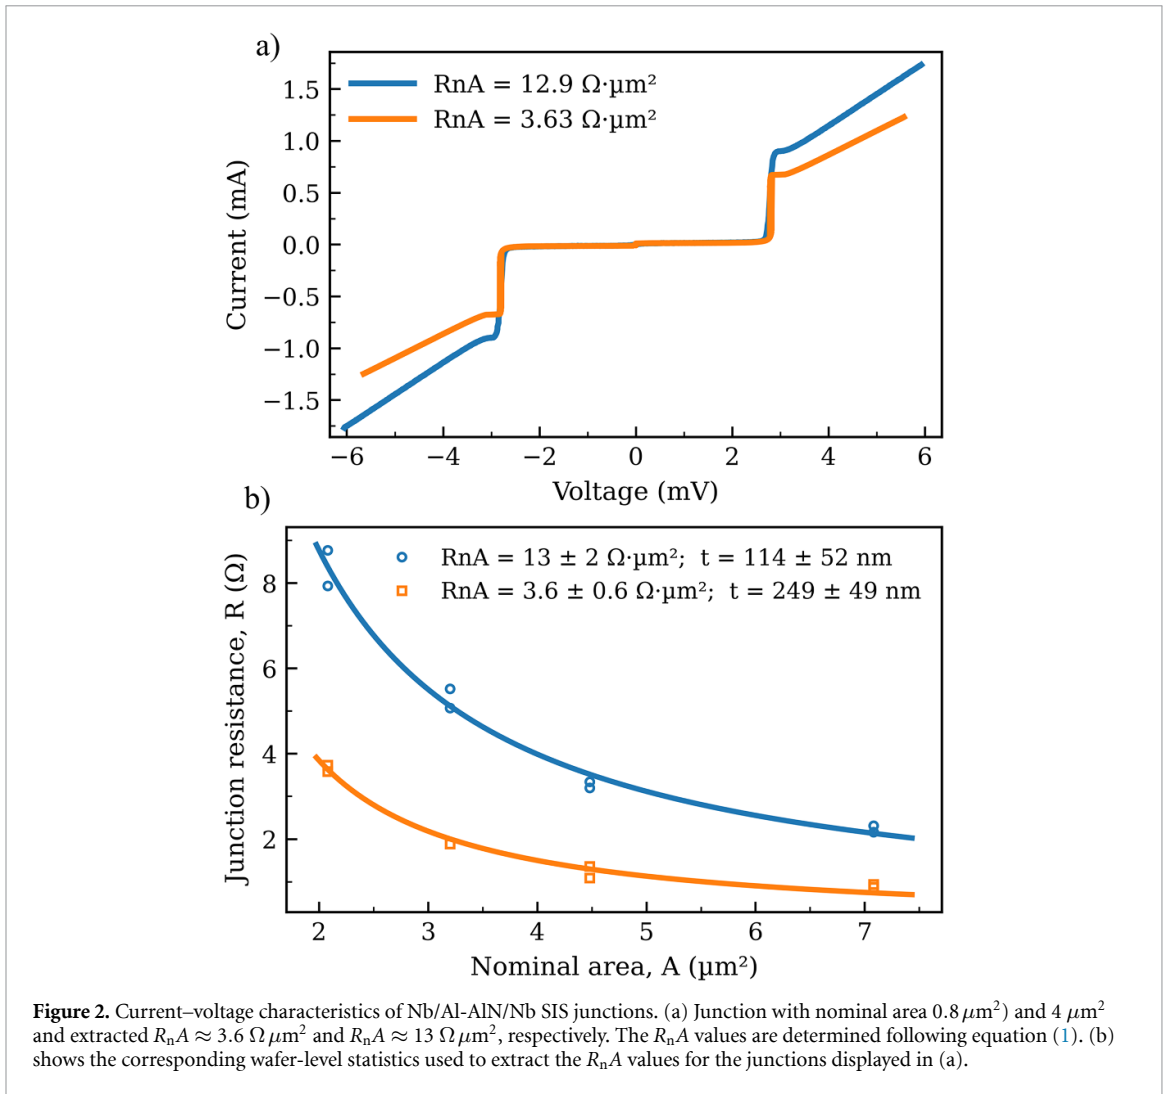 a)
RnA = 12.9 Ω·µm²
RnA = 3.63 Ω·µm²
Current (mA)
1.5
1.0
0.5
0.0
−0.5
−1.0
−1.5
−6 −4 −2 0 2 4 6
Voltage (mV)
b)
RnA = 13 ± 2 Ω·µm²; t = 114 ± 52 nm
RnA = 3.6 ± 0.6 Ω·µm²; t = 249 ± 49 nm
Junction resistance, R (Ω)
8
6
4
2
2 3 4 5 6 7
Nominal area, A (µm²)
Figure 2. Current–voltage characteristics of Nb/Al-AlN/Nb SIS junctions. (a) Junction with nominal area 0.8 µm²) and 4 µm²
and extracted RₙA ≈ 3.6 Ω µm² and RₙA ≈ 13 Ω µm², respectively. The RₙA values are determined following equation (1). (b)
shows the corresponding wafer-level statistics used to extract the RₙA values for the junctions displayed in (a).